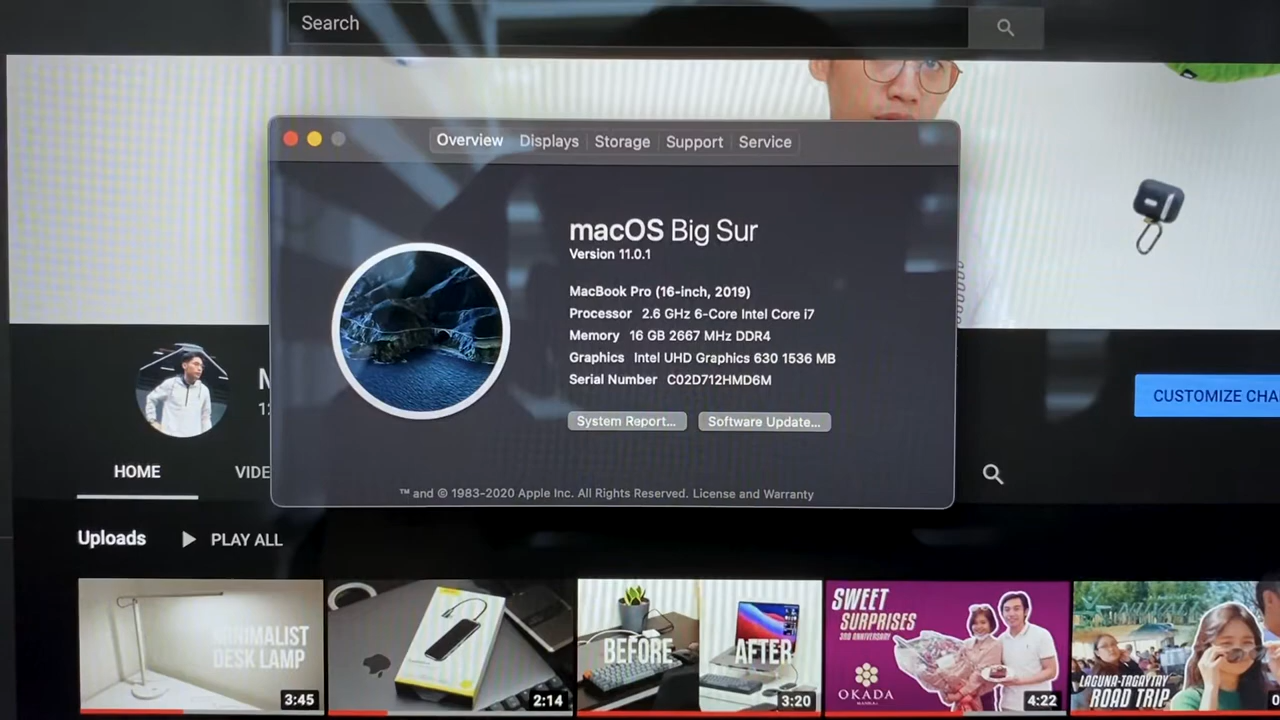 Search
Overview Displays Storage Support Service
macOS Big Sur
Version 11.0.1
MacBook Pro (16-inch, 2019)
Processor 2.6 GHz 6-Core Intel Core i7
Memory 16 GB 2667 MHz DDR4
Graphics Intel UHD Graphics 630 1536 MB
Serial Number C02D712HMD6M
System Report... Software Update...
™ and © 1983-2020 Apple Inc. All Rights Reserved. License and Warranty
CUSTOMIZE CHA
HOME VIDE
Uploads PLAY ALL
MINIMALIST
DESK LAMP
3:45
2:14
BEFORE AFTER
3:20
SWEET
SURPRISES
3RD ANNIVERSARY
OKADA
MANILA
4:22
LAGUNA-TAGAYTAY
ROAD TRIP